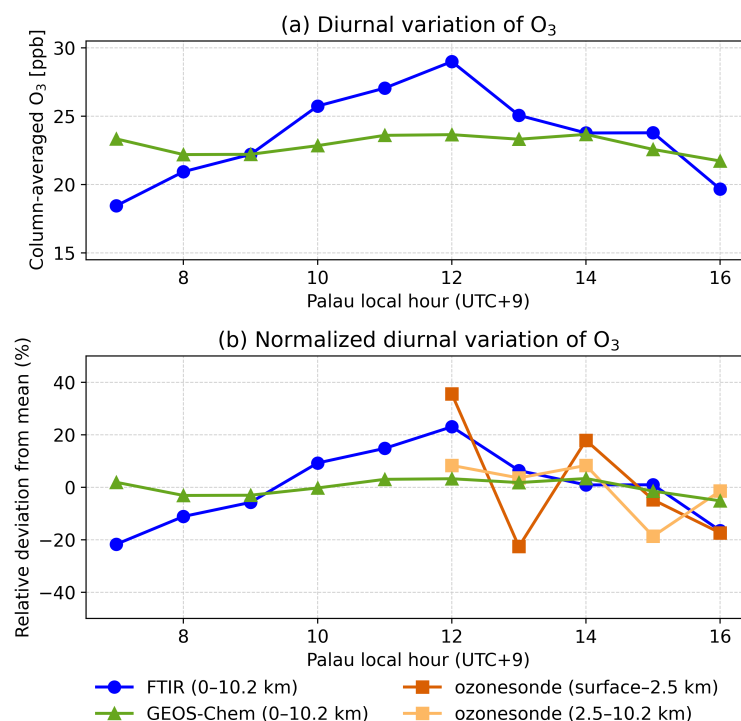 (a) Diurnal variation of O₃
Column-averaged O₃ [ppb]
30
25
20
15
8 10 12 14 16
Palau local hour (UTC+9)
(b) Normalized diurnal variation of O₃
Relative deviation from mean (%)
40
20
0
−20
−40
8 10 12 14 16
Palau local hour (UTC+9)
FTIR (0–10.2 km)
GEOS-Chem (0–10.2 km)
ozonesonde (surface–2.5 km)
ozonesonde (2.5–10.2 km)